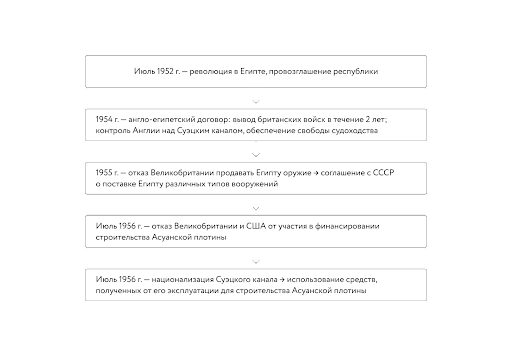 Июль 1952 г. — революция в Египте, провозглашение республики
1954 г. — англо-египетский договор: вывод британских войск в течение 2 лет;
контроль Англии над Суэцким каналом, обеспечение свободы судоходства
1955 г. — отказ Великобритании продавать Египту оружие → соглашение с СССР
о поставке Египту различных типов вооружений
Июль 1956 г. — отказ Великобритании и США от участия в финансировании
строительства Асуанской плотины
Июль 1956 г. — национализация Суэцкого канала → использование средств,
полученных от его эксплуатации для строительства Асуанской плотины